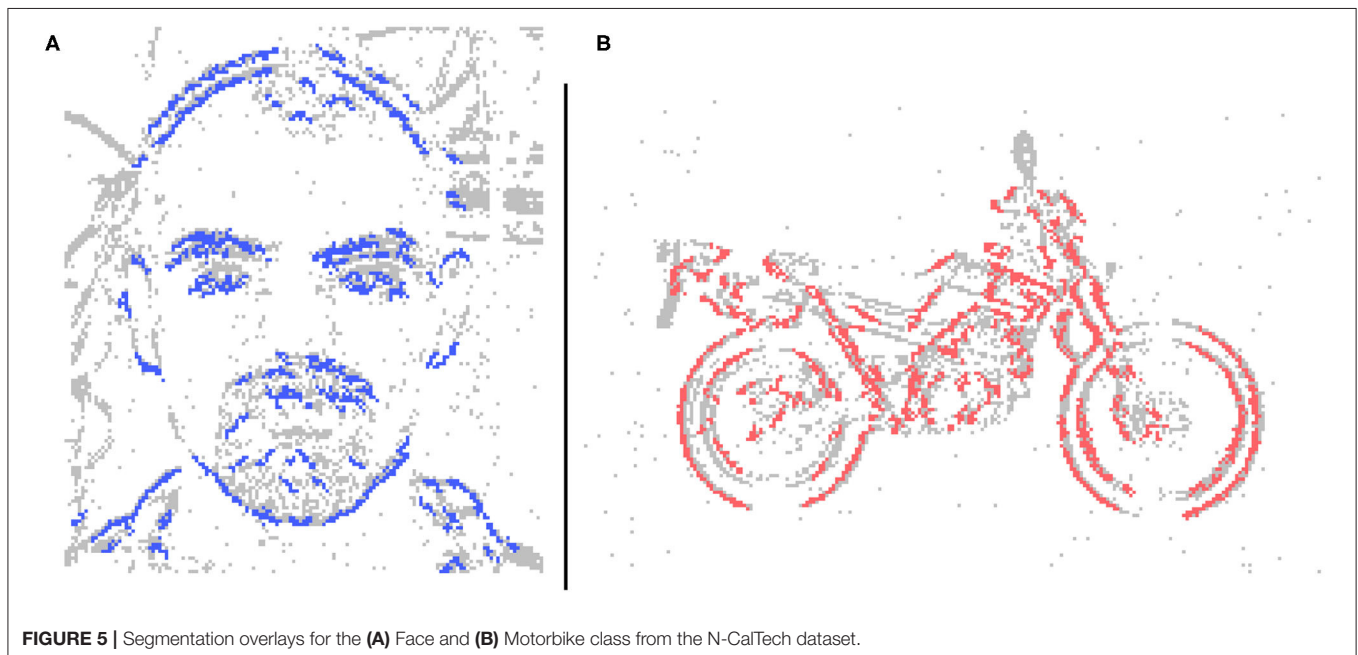 A
B
FIGURE 5 | Segmentation overlays for the (A) Face and (B) Motorbike class from the N-CalTech dataset.